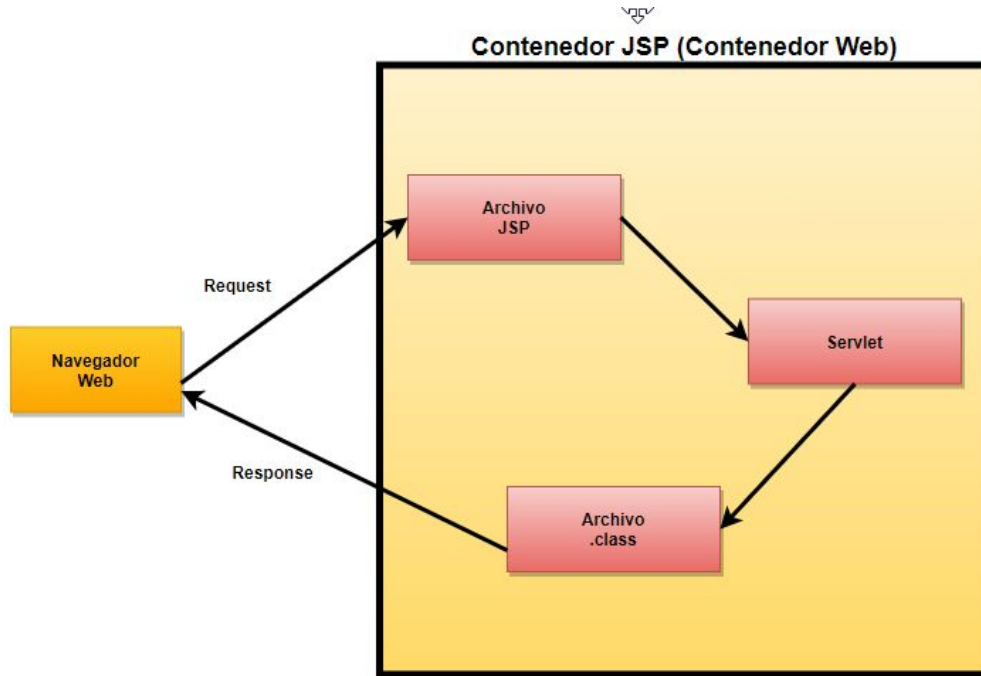 Contenedor JSP (Contenedor Web)
Archivo
JSP
Request
Servlet
Navegador
Web
Response
Archivo
.class